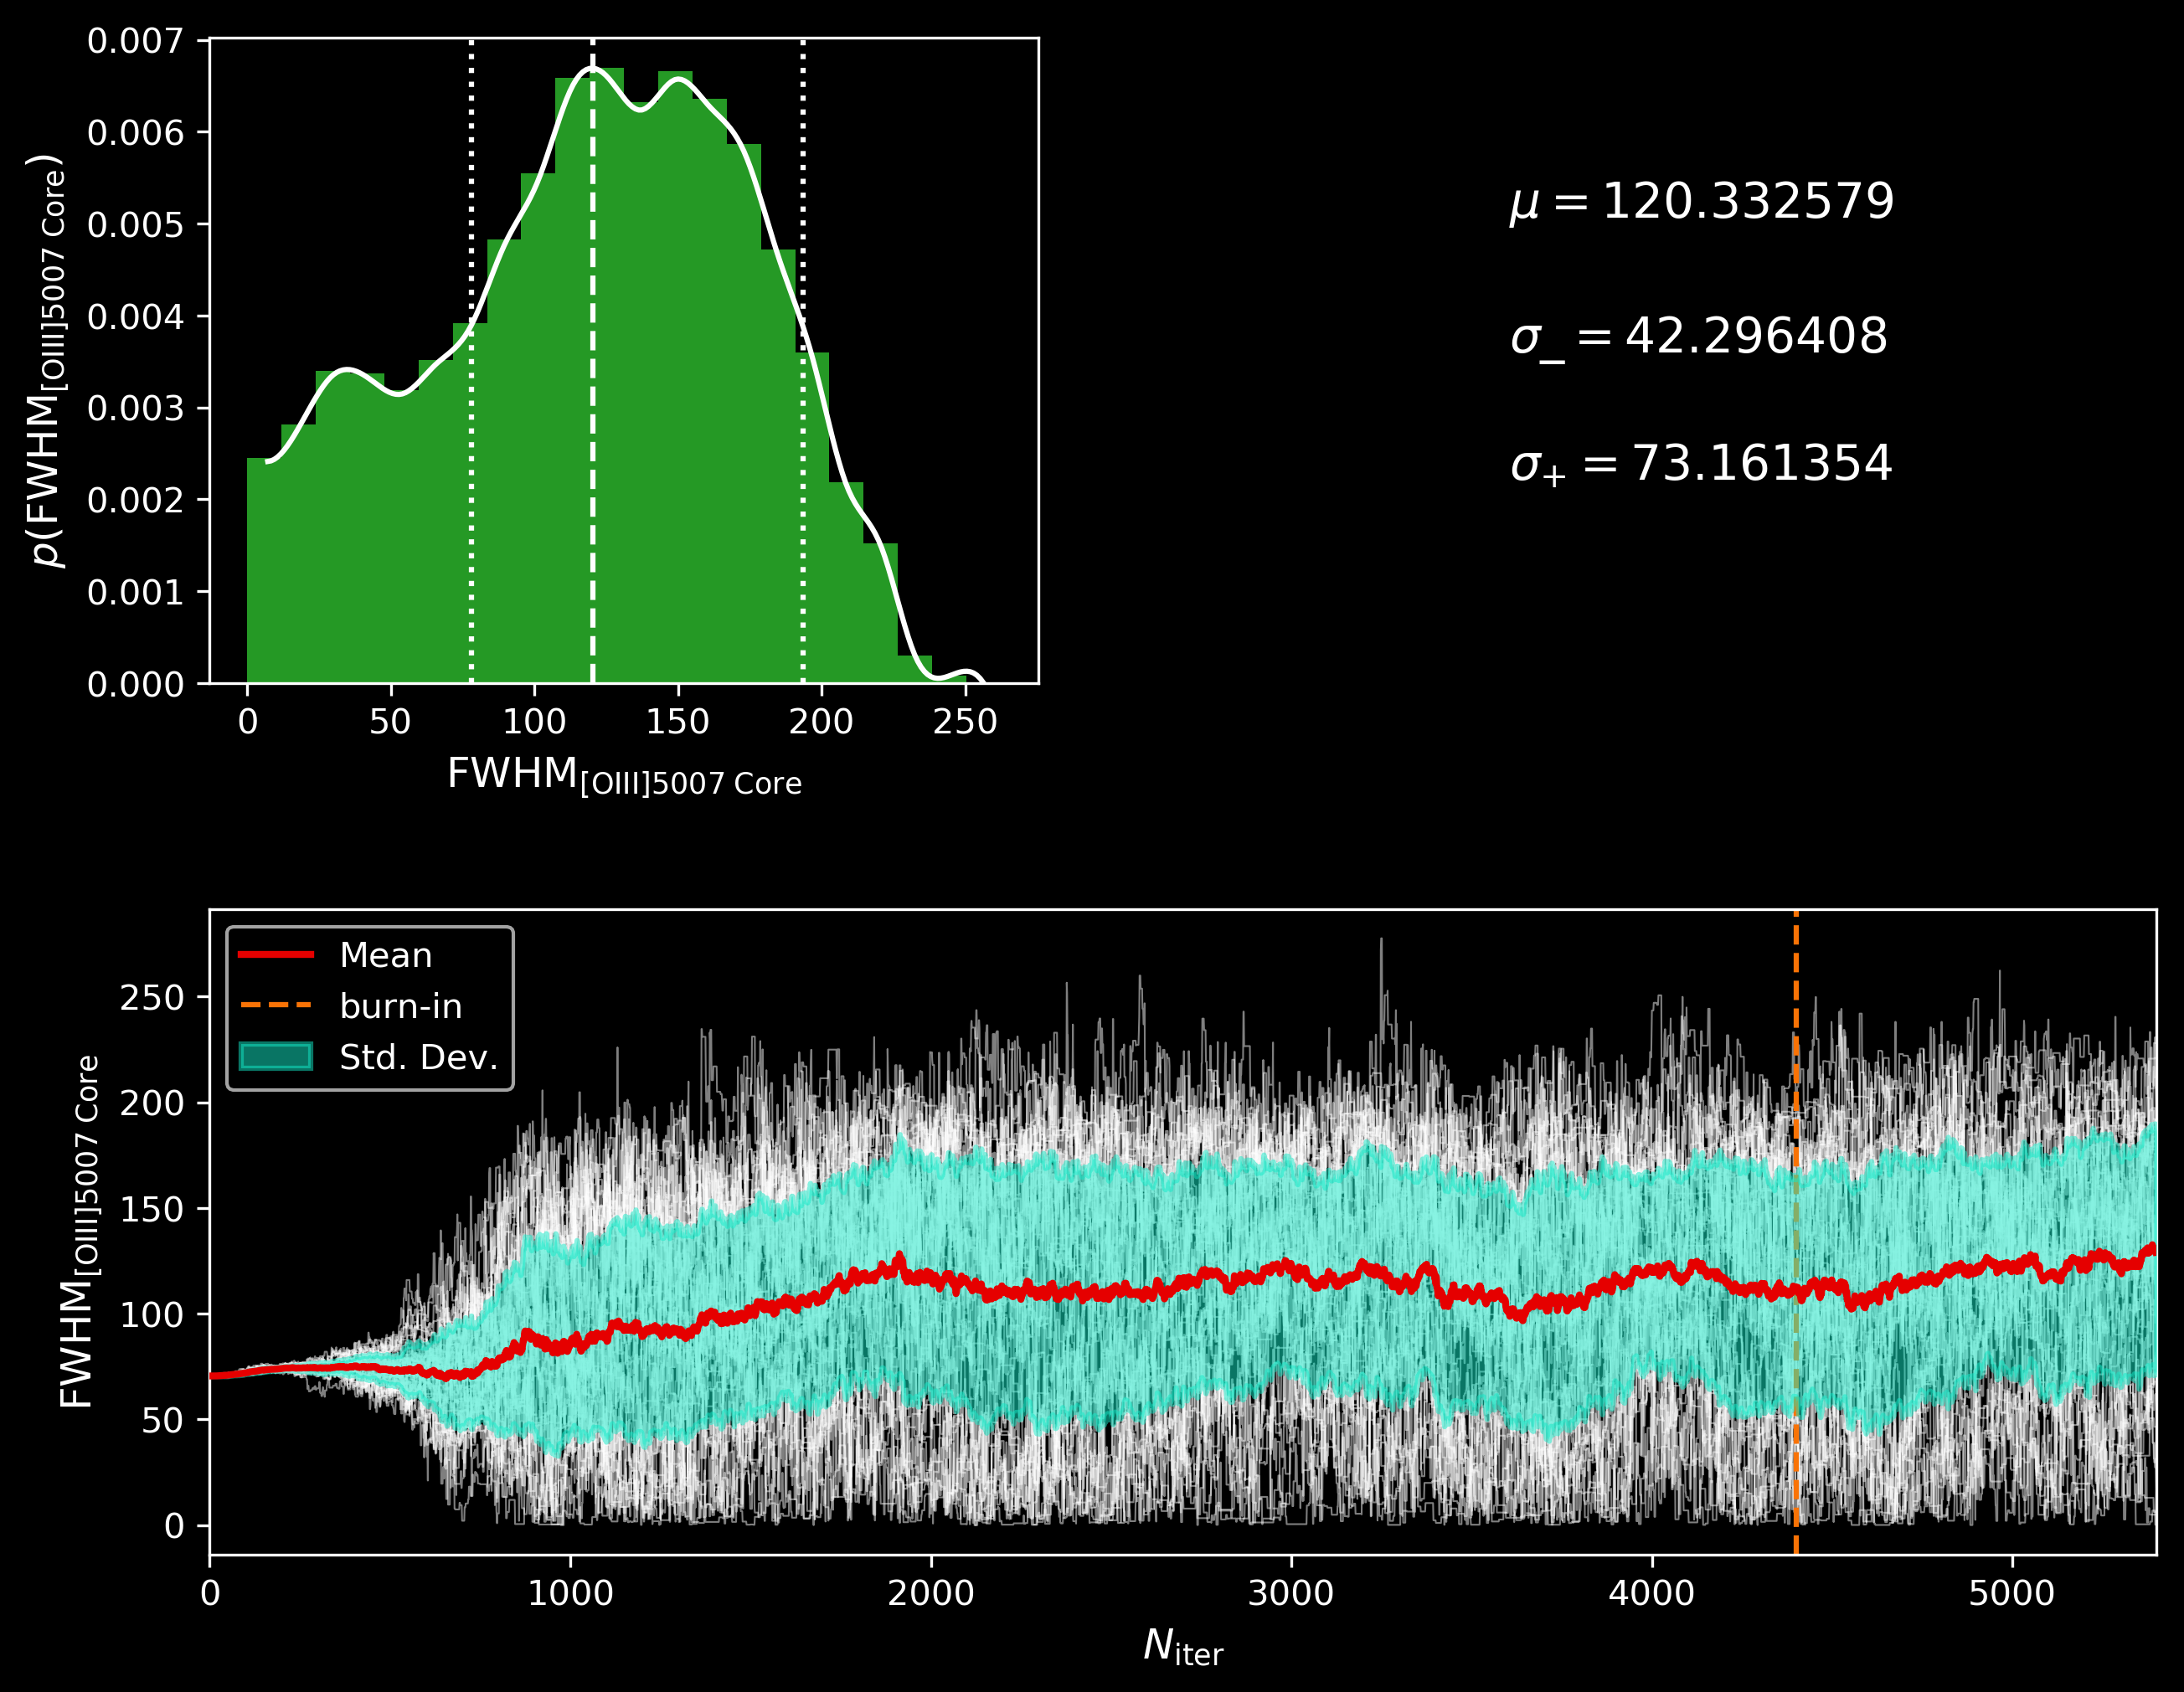 0.007
0.006
0.005
0.004
0.003
0.002
0.001
0.000
p(FWHM[OIII]5007 Core)
0 50 100 150 200 250
FWHM[OIII]5007 Core
μ = 120.332579
σ_ = 42.296408
σ+ = 73.161354
Mean
burn-in
Std. Dev.
250
200
150
100
50
0
FWHM[OIII]5007 Core
0 1000 2000 3000 4000 5000
Niter